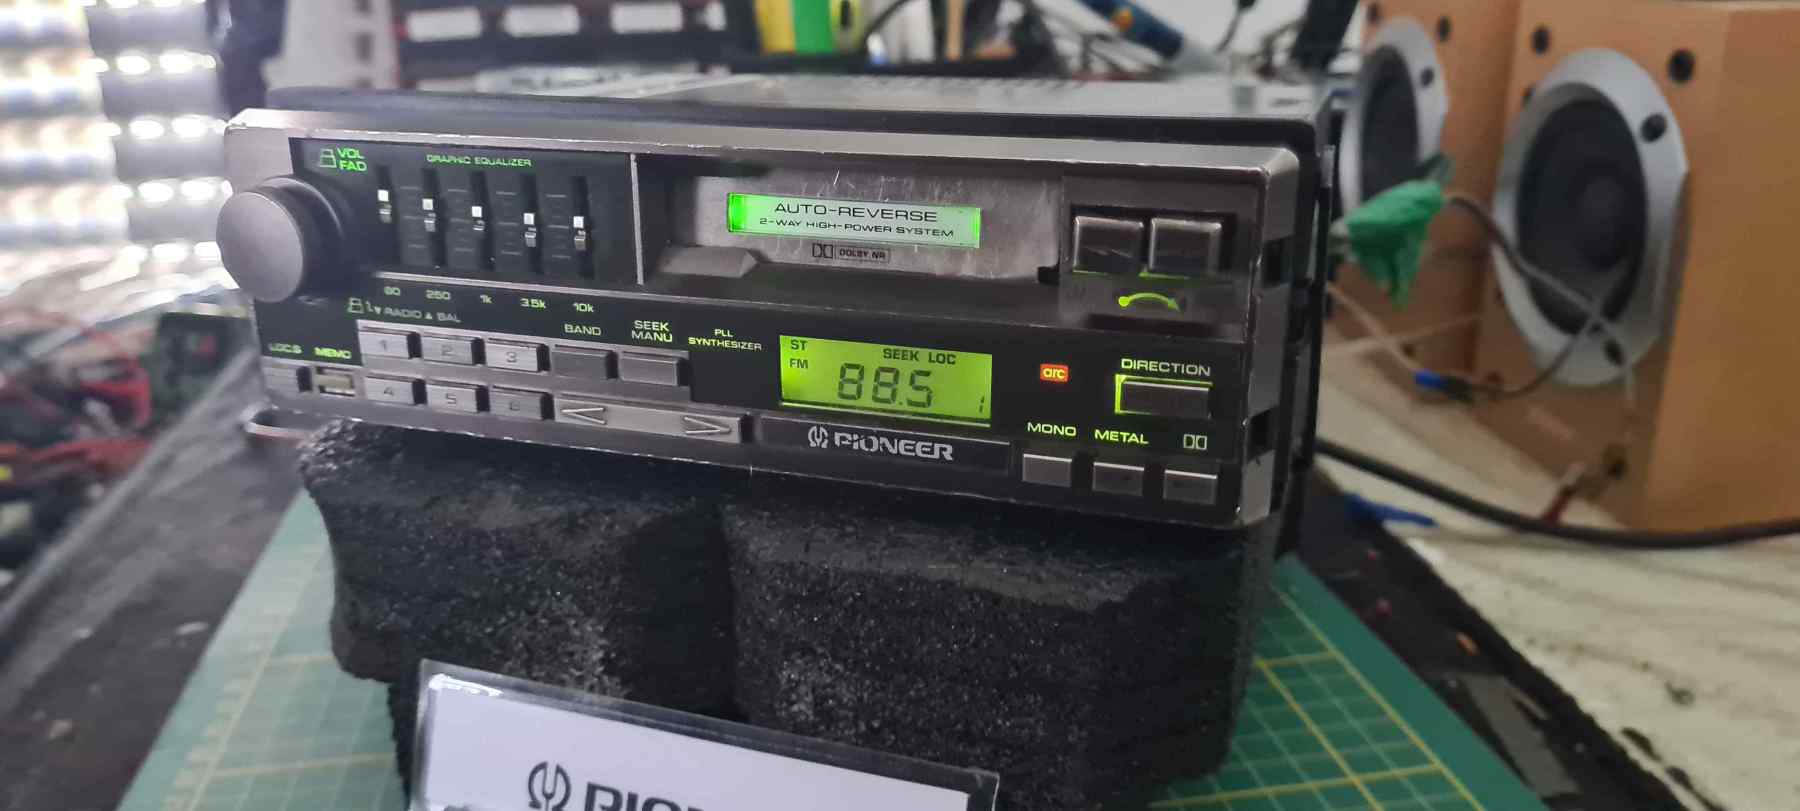 VOL
FAD
GRAPHIC EQUALIZER
AUTO-REVERSE
2-WAY HIGH-POWER SYSTEM
DOLBY NR
60 250 1k 3.5k 10k
RADIO ▲ BAL
LOC S MEMO
1 2 3
4 5 6
BAND
SEEK
MANU
PLL
SYNTHESIZER
ST SEEK LOC
FM 88.5 1
arc
DIRECTION
< >
PIONEER
MONO METAL